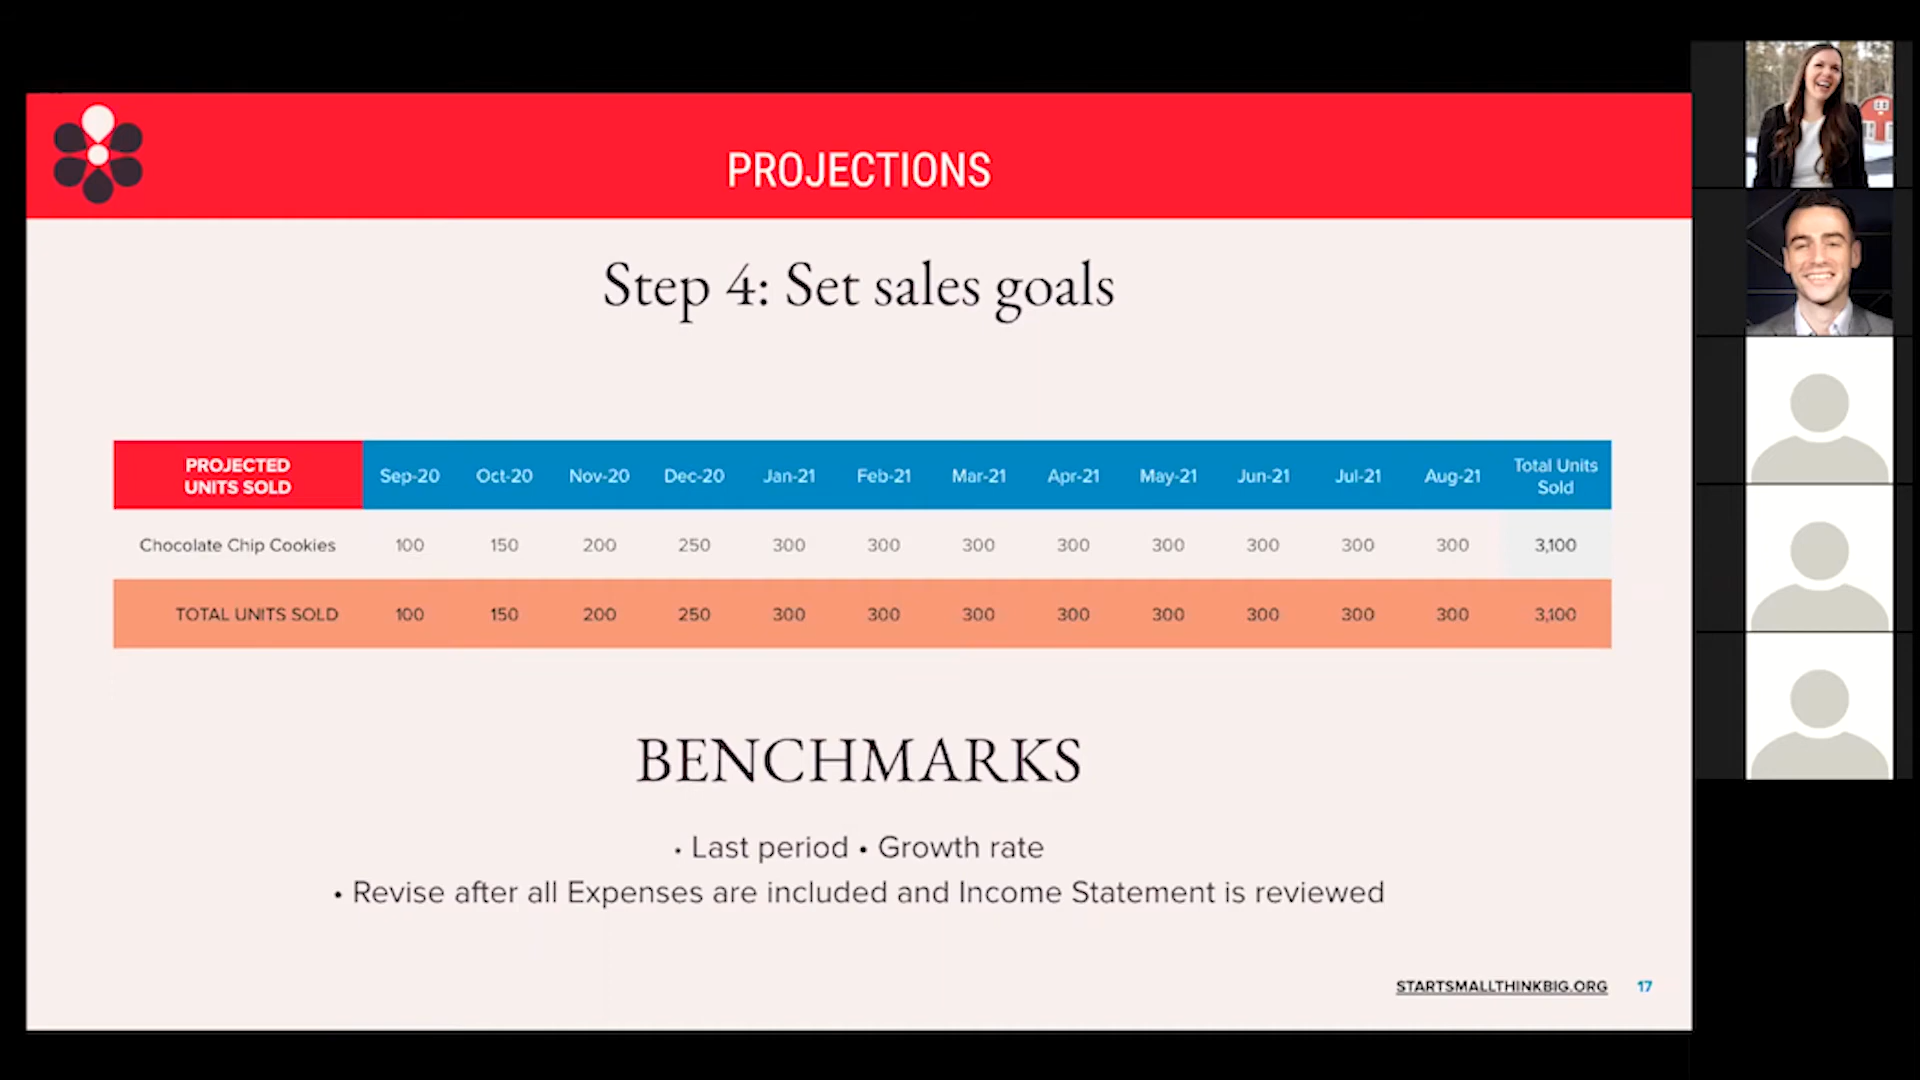 PROJECTIONS
Step 4: Set sales goals
PROJECTED UNITS SOLD Sep-20 Oct-20 Nov-20 Dec-20 Jan-21 Feb-21 Mar-21 Apr-21 May-21 Jun-21 Jul-21 Aug-21 Total Units Sold
Chocolate Chip Cookies 100 150 200 250 300 300 300 300 300 300 300 300 3,100
TOTAL UNITS SOLD 100 150 200 250 300 300 300 300 300 300 300 300 3,100
BENCHMARKS
• Last period • Growth rate
• Revise after all Expenses are included and Income Statement is reviewed
STARTSMALLTHINKBIG.ORG 17